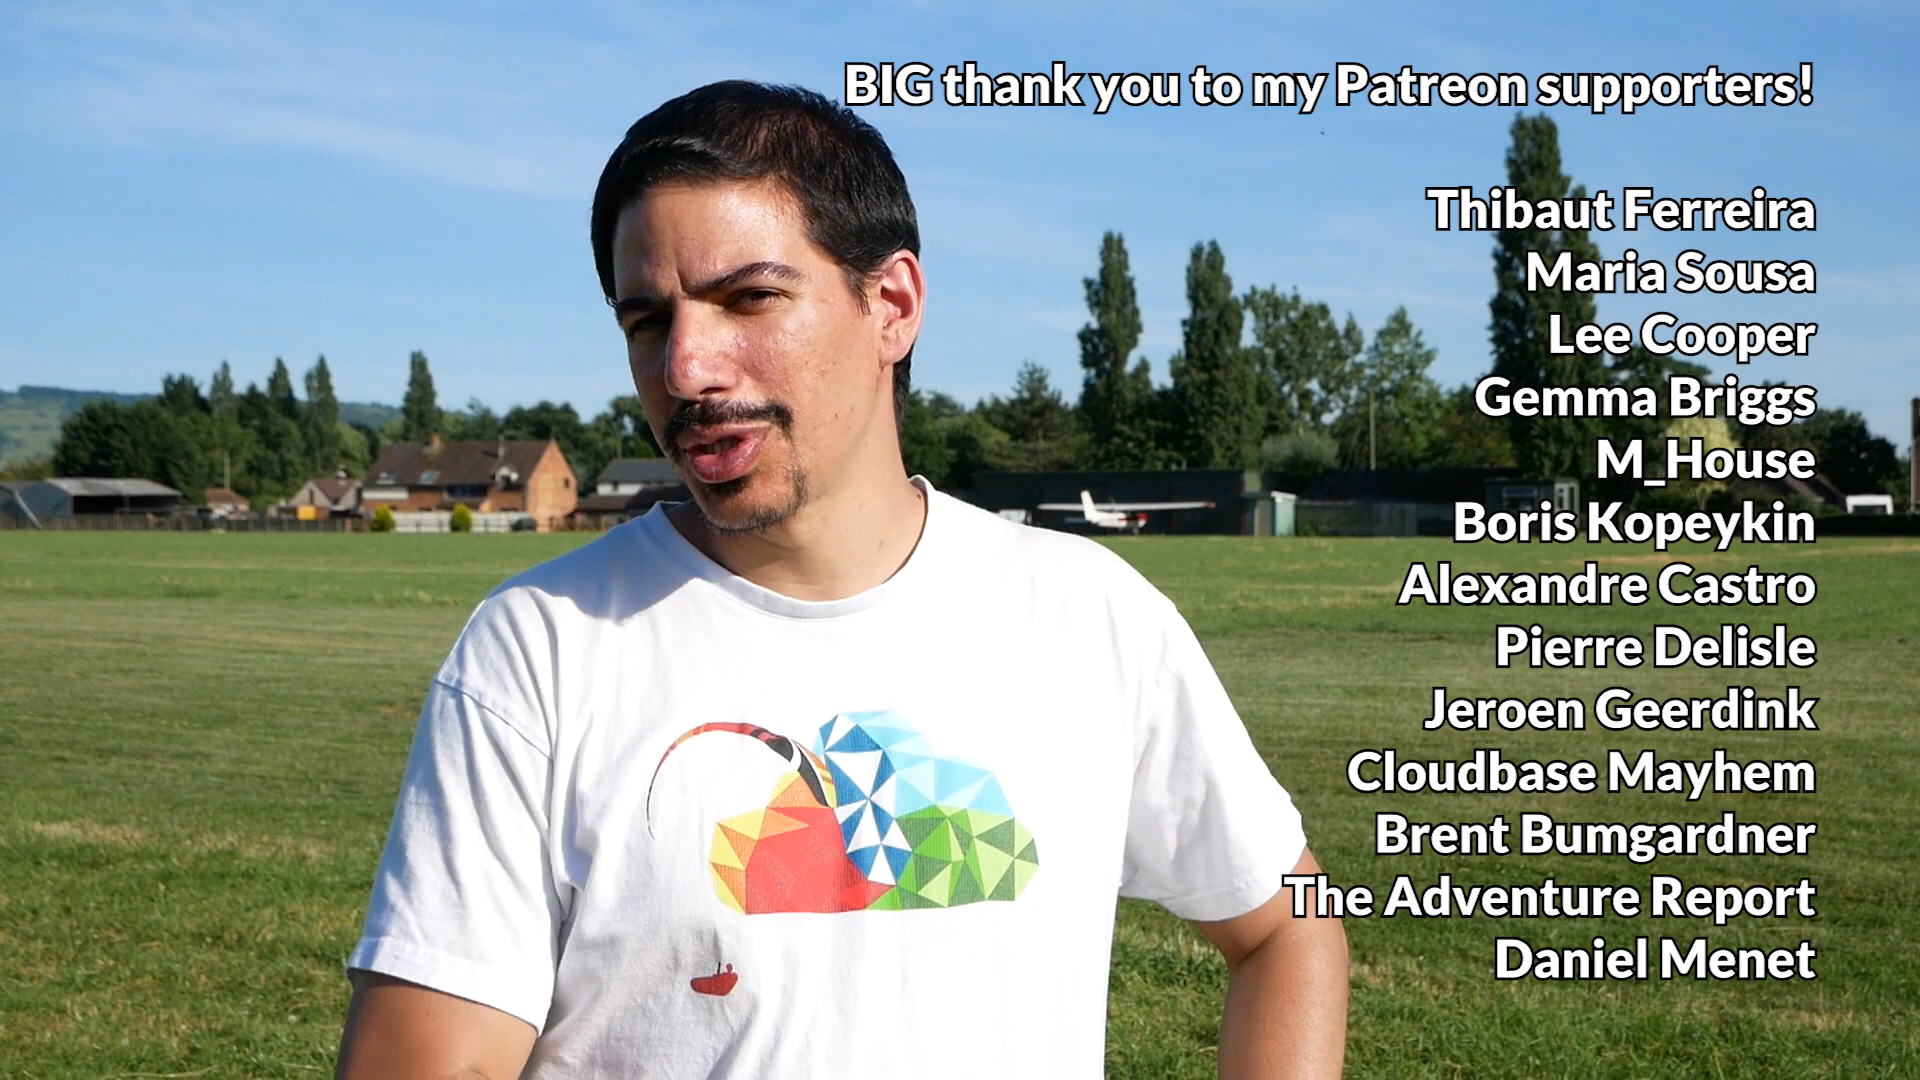 BIG thank you to my Patreon supporters!
Thibaut Ferreira
Maria Sousa
Lee Cooper
Gemma Briggs
M_House
Boris Kopeykin
Alexandre Castro
Pierre Delisle
Jeroen Geerdink
Cloudbase Mayhem
Brent Bumgardner
The Adventure Report
Daniel Menet